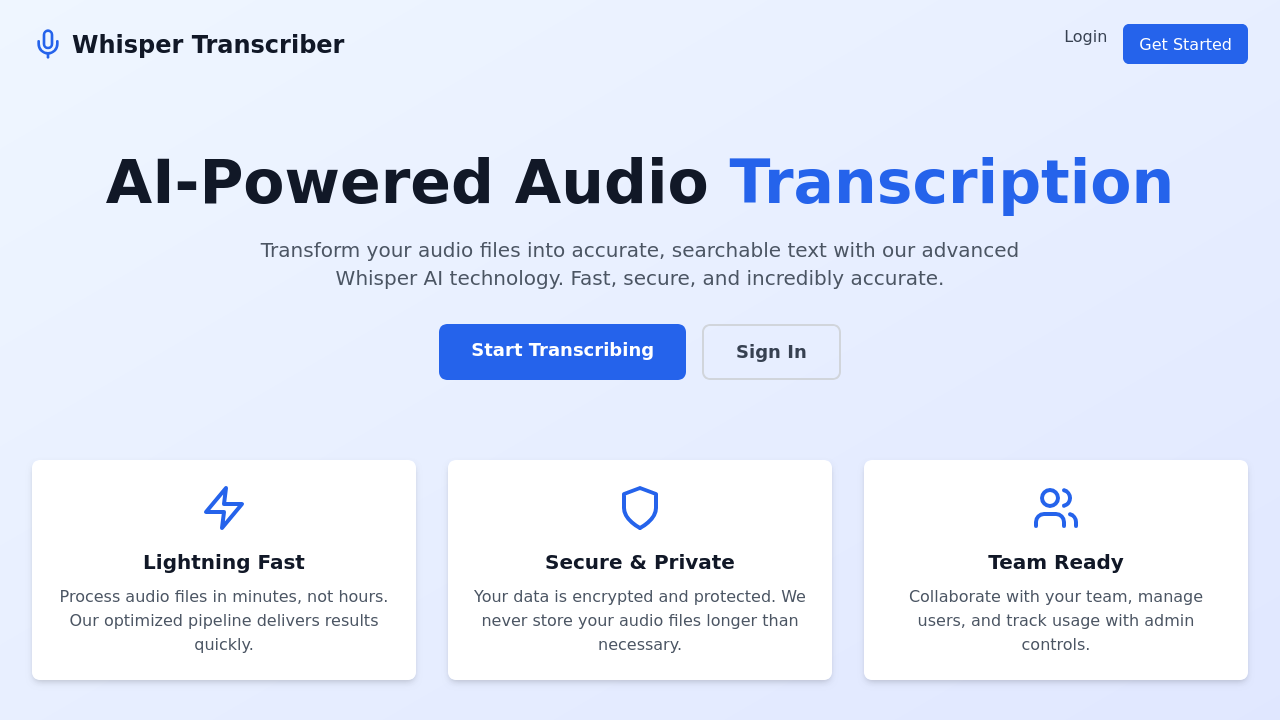 Whisper Transcriber
Login
Get Started
AI-Powered Audio Transcription
Transform your audio files into accurate, searchable text with our advanced
Whisper AI technology. Fast, secure, and incredibly accurate.
Start Transcribing
Sign In
Lightning Fast
Process audio files in minutes, not hours.
Our optimized pipeline delivers results
quickly.
Secure & Private
Your data is encrypted and protected. We
never store your audio files longer than
necessary.
Team Ready
Collaborate with your team, manage
users, and track usage with admin
controls.